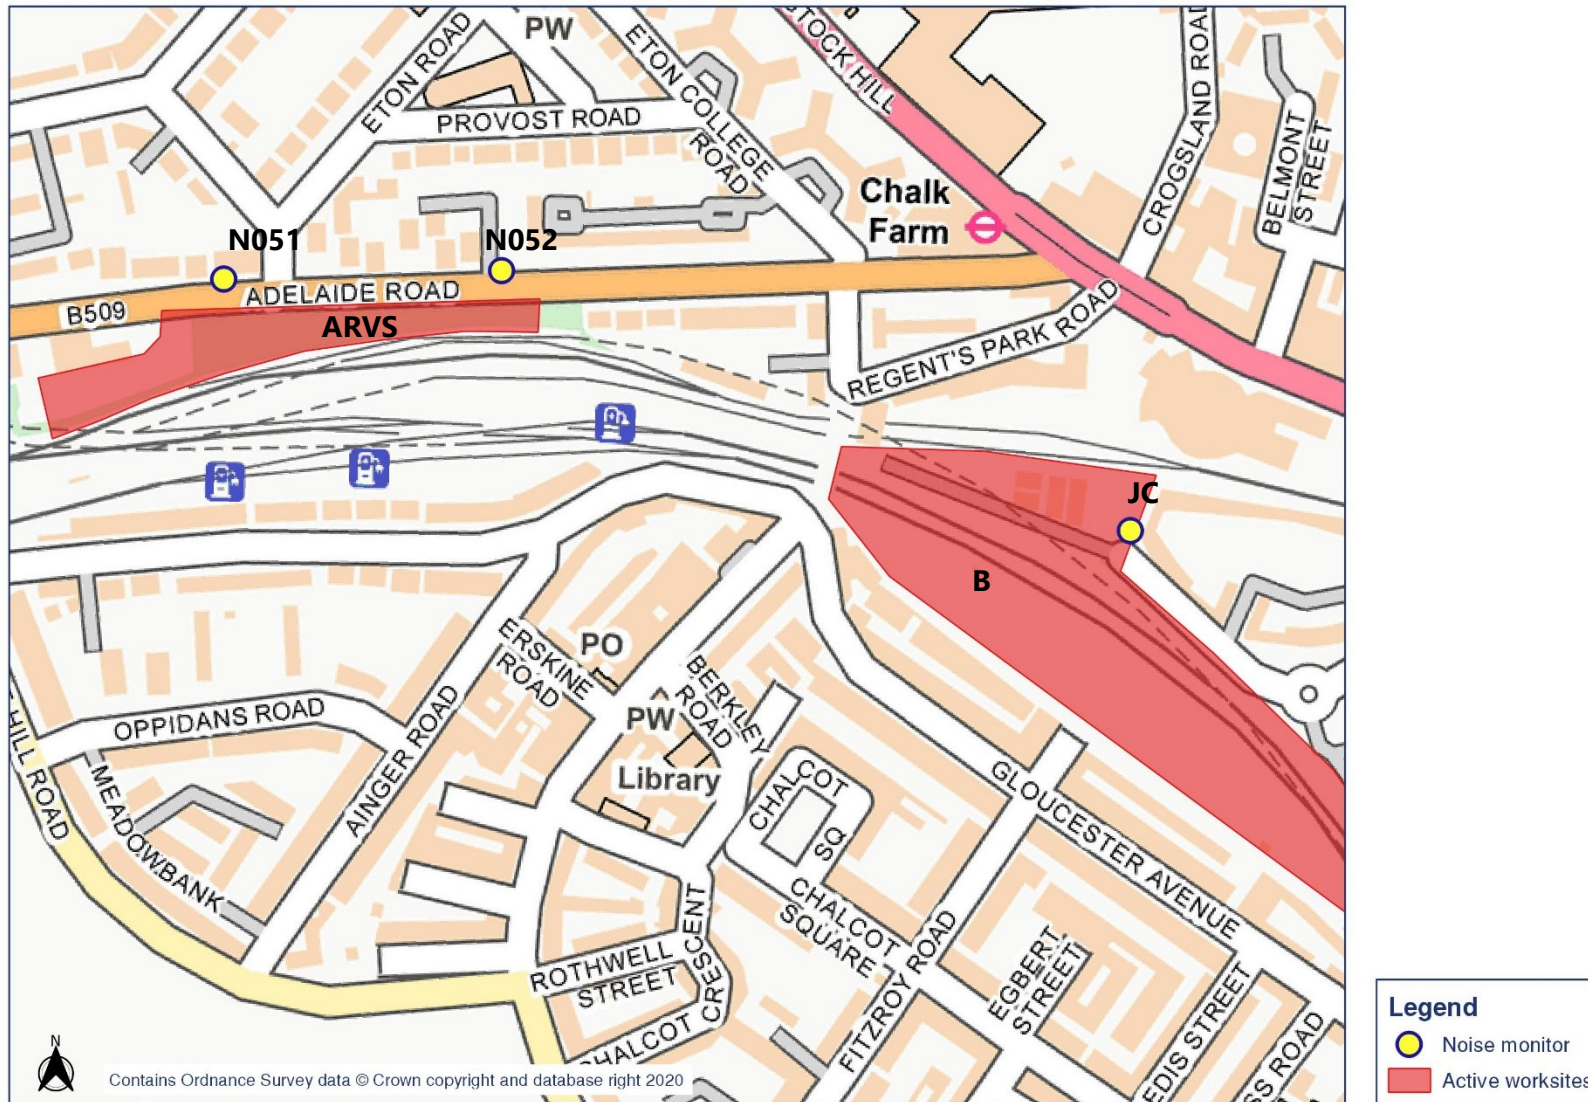 PW
ETON ROAD
ETON COLLEGE
ROAD
STOCK HILL
CROGSLAND ROAD
BELMONT
STREET
PROVOST ROAD
Chalk
Farm
N051
N052
ADELAIDE ROAD
B509
ARVS
REGENT'S PARK ROAD
JC
B
PO
ERSKINE
ROAD
BERKLEY
ROAD
PW
Library
OPPIDANS ROAD
AINGER ROAD
HILL ROAD
MEADOWBANK
CHALCOT
SQ
GLOUCESTER AVENUE
CHALCOT
SQUARE
ROTHWELL
STREET
CRESCENT
CHALCOT
FITZROY ROAD
EGBERT
STREET
EDIS STREET
SS ROAD
N
Contains Ordnance Survey data © Crown copyright and database right 2020
Legend
Noise monitor
Active worksites